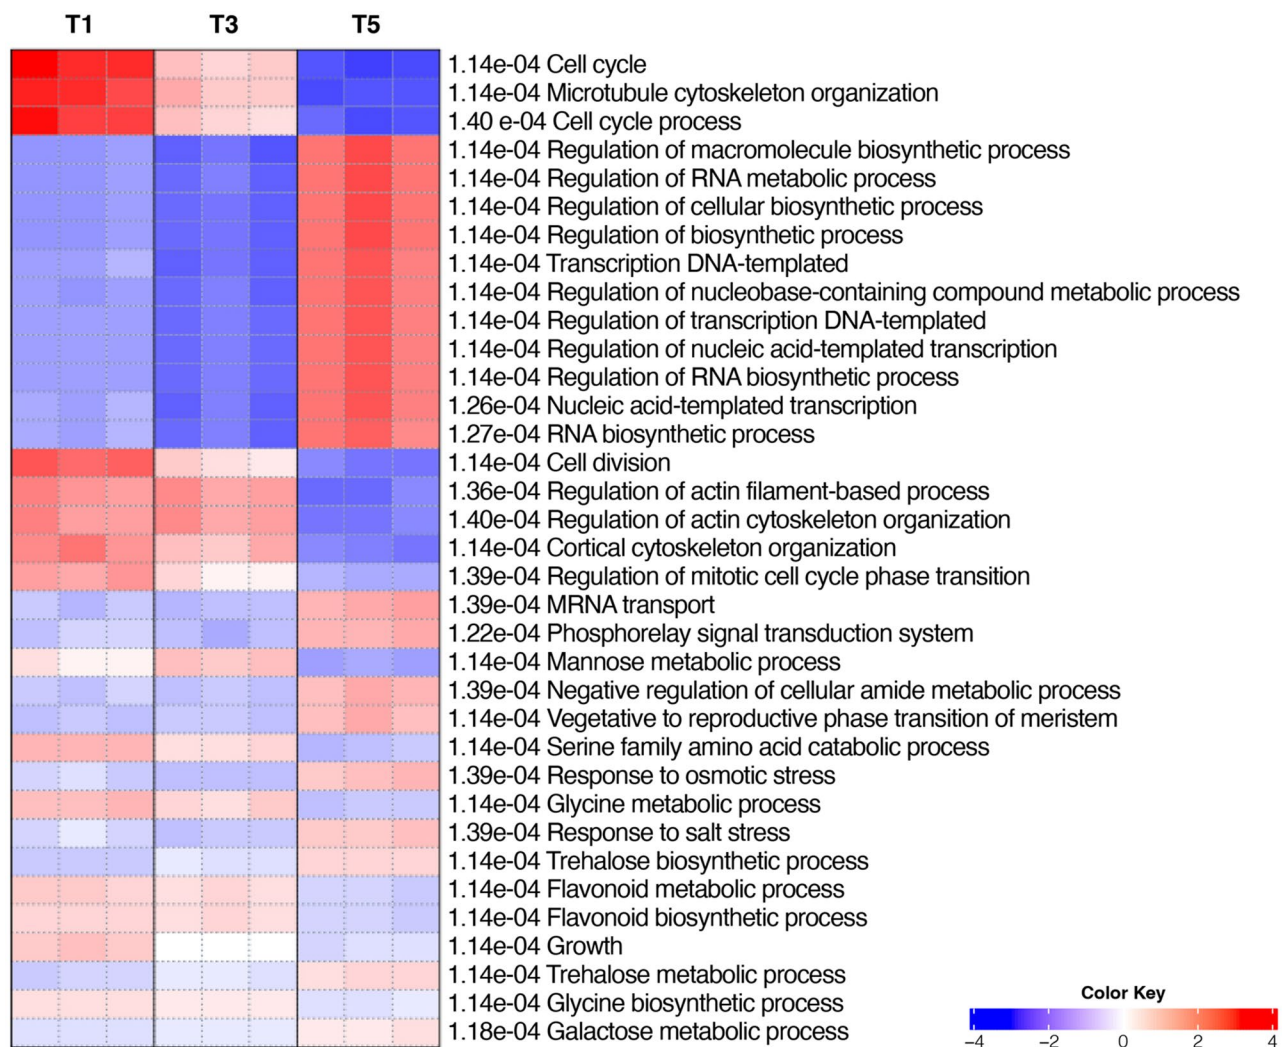 T1 T3 T5
1.14e-04 Cell cycle
1.14e-04 Microtubule cytoskeleton organization
1.40 e-04 Cell cycle process
1.14e-04 Regulation of macromolecule biosynthetic process
1.14e-04 Regulation of RNA metabolic process
1.14e-04 Regulation of cellular biosynthetic process
1.14e-04 Regulation of biosynthetic process
1.14e-04 Transcription DNA-templated
1.14e-04 Regulation of nucleobase-containing compound metabolic process
1.14e-04 Regulation of transcription DNA-templated
1.14e-04 Regulation of nucleic acid-templated transcription
1.14e-04 Regulation of RNA biosynthetic process
1.26e-04 Nucleic acid-templated transcription
1.27e-04 RNA biosynthetic process
1.14e-04 Cell division
1.36e-04 Regulation of actin filament-based process
1.40e-04 Regulation of actin cytoskeleton organization
1.14e-04 Cortical cytoskeleton organization
1.39e-04 Regulation of mitotic cell cycle phase transition
1.39e-04 MRNA transport
1.22e-04 Phosphorelay signal transduction system
1.14e-04 Mannose metabolic process
1.39e-04 Negative regulation of cellular amide metabolic process
1.14e-04 Vegetative to reproductive phase transition of meristem
1.14e-04 Serine family amino acid catabolic process
1.39e-04 Response to osmotic stress
1.14e-04 Glycine metabolic process
1.39e-04 Response to salt stress
1.14e-04 Trehalose biosynthetic process
1.14e-04 Flavonoid metabolic process
1.14e-04 Flavonoid biosynthetic process
1.14e-04 Growth
1.14e-04 Trehalose metabolic process
1.14e-04 Glycine biosynthetic process
1.18e-04 Galactose metabolic process
Color Key
−4 −2 0 2 4